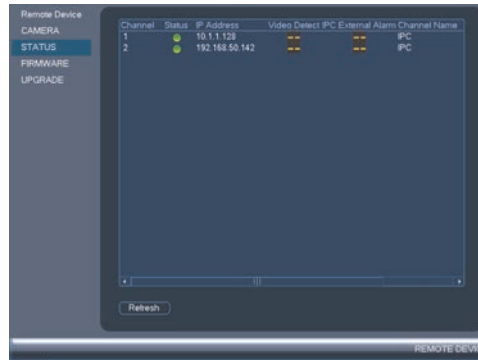 Remote Device
CAMERA
STATUS
FIRMWARE
UPGRADE
Channel Status IP Address Video Detect IPC External Alarm Channel Name
1 10.1.1.128 -- -- IPC
2 192.168.50.142 -- -- IPC
Refresh
REMOTE DEVI